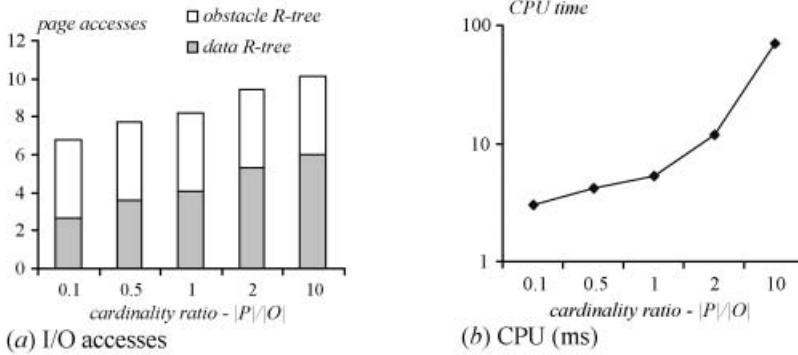 page accesses
obstacle R-tree
data R-tree
12
10
8
6
4
2
0
0.1 0.5 1 2 10
cardinality ratio - |P|/|O|
(a) I/O accesses
CPU time
100
10
1
0.1 0.5 1 2 10
cardinality ratio - |P|/|O|
(b) CPU (ms)